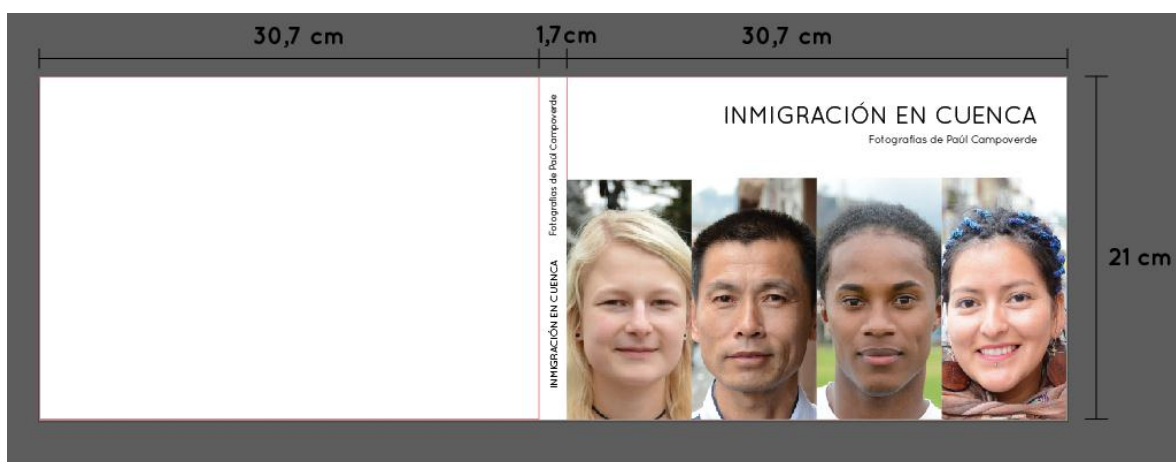 30,7 cm
1,7cm
30,7 cm
INMIGRACIÓN EN CUENCA
Fotografías de Paúl Campoverde
INMIGRACIÓN EN CUENCA
Fotografías de Paúl Campoverde
21 cm